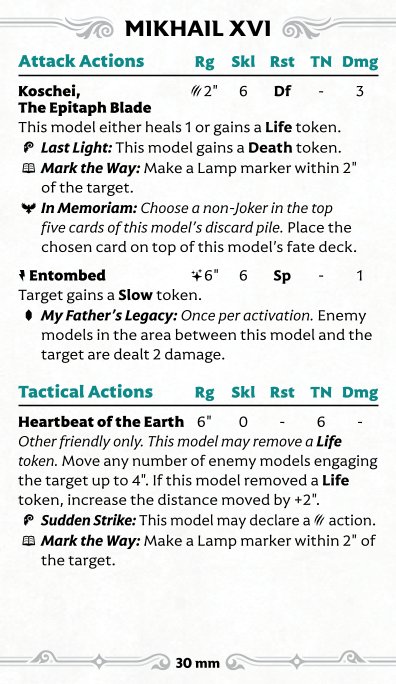 MIKHAIL XVI
Attack Actions Rg Skl Rst TN Dmg
Koschei, 2" 6 Df - 3
The Epitaph Blade
This model either heals 1 or gains a Life token.
Last Light: This model gains a Death token.
Mark the Way: Make a Lamp marker within 2"
of the target.
In Memoriam: Choose a non-Joker in the top
five cards of this model's discard pile. Place the
chosen card on top of this model's fate deck.
Entombed 6" 6 Sp - 1
Target gains a Slow token.
My Father's Legacy: Once per activation. Enemy
models in the area between this model and the
target are dealt 2 damage.
Tactical Actions Rg Skl Rst TN Dmg
Heartbeat of the Earth 6" 0 - 6 -
Other friendly only. This model may remove a Life
token. Move any number of enemy models engaging
the target up to 4". If this model removed a Life
token, increase the distance moved by +2".
Sudden Strike: This model may declare a action.
Mark the Way: Make a Lamp marker within 2" of
the target.
30 mm